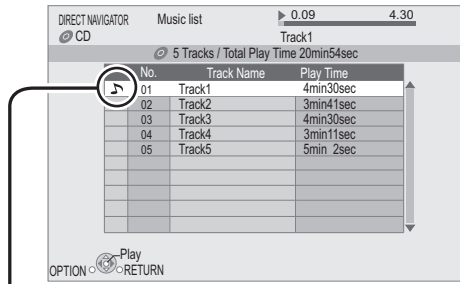 DIRECT NAVIGATOR Music list 0.09 4.30
CD Track1
5 Tracks / Total Play Time 20min54sec
No. Track Name Play Time
01 Track1 4min30sec
02 Track2 3min41sec
03 Track3 4min30sec
04 Track4 3min11sec
05 Track5 5min 2sec
Play
OPTION RETURN